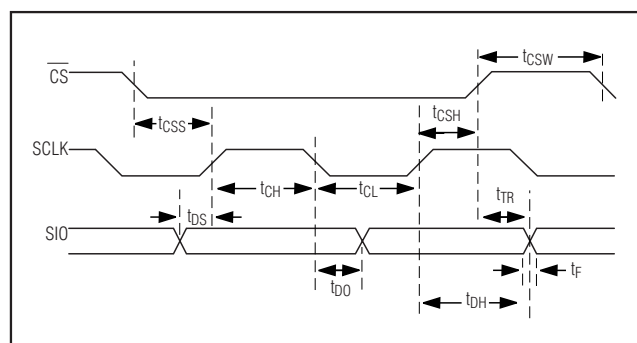 CS
tCSW
tCSS
tCSH
SCLK
tCH
tCL
tTR
tDS
SIO
tDO
tDH
tF